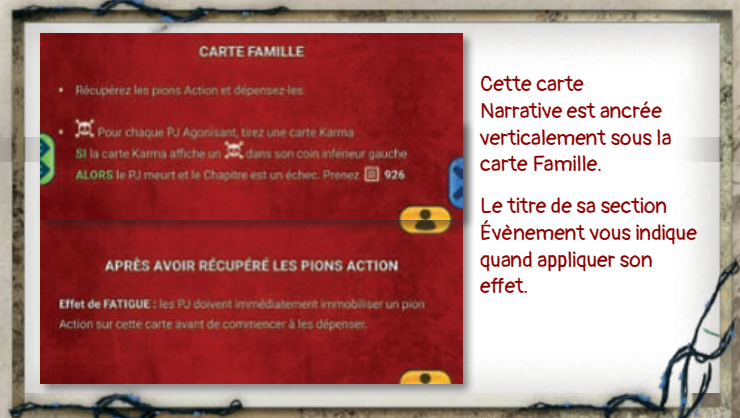 CARTE FAMILLE
• Récupérez les pions Action et dépensez-les.
• Pour chaque PJ Agonisant, tirez une carte Karma
SI la carte Karma affiche un dans son coin inférieur gauche
ALORS le PJ meurt et le Chapitre est un échec. Prenez 926
APRÈS AVOIR RÉCUPÉRÉ LES PIONS ACTION
Effet de FATIGUE : les PJ doivent immédiatement immobiliser un pion
Action sur cette carte avant de commencer à les dépenser.
Cette carte
Narrative est ancrée
verticalement sous la
carte Famille.
Le titre de sa section
Évènement vous indique
quand appliquer son
effet.